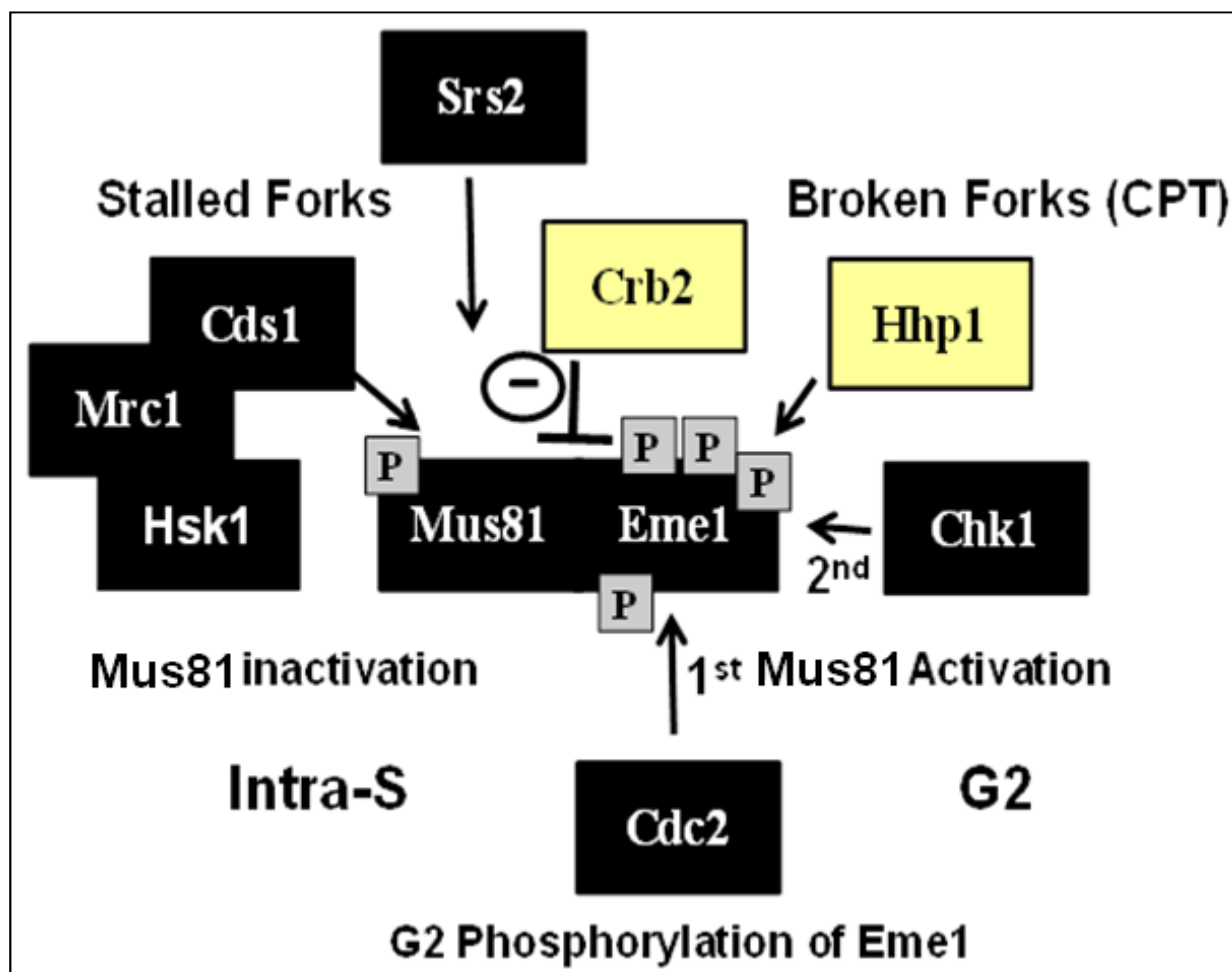 Srs2
Stalled Forks
Broken Forks (CPT)
Crb2
Cds1
Hhp1
Mrc1
−
P
P
P
P
Hsk1
Mus81
Eme1
Chk1
2nd
P
Mus81 inactivation
1st Mus81 Activation
Intra-S
G2
Cdc2
G2 Phosphorylation of Eme1